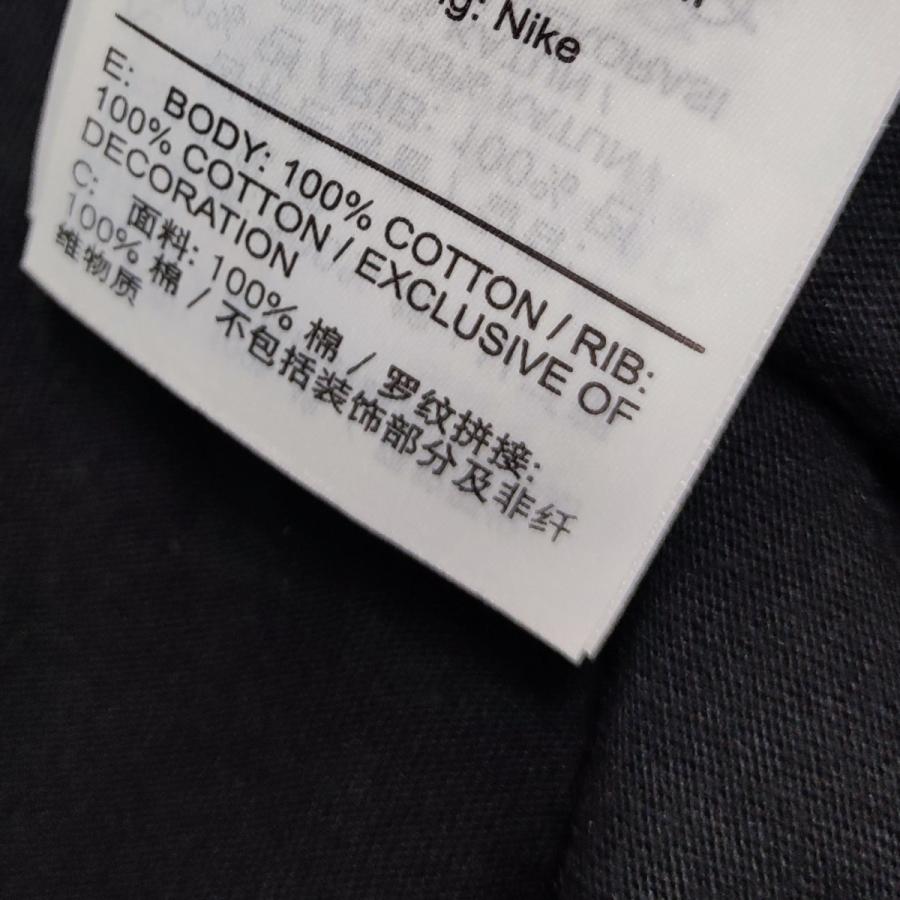 g: Nike
E: BODY: 100% COTTON / RIB:
100% COTTON / EXCLUSIVE OF
DECORATION
C: 面料: 100% 棉 / 罗纹拼接:
100% 棉 / 不包括装饰部分及非纤
维物质